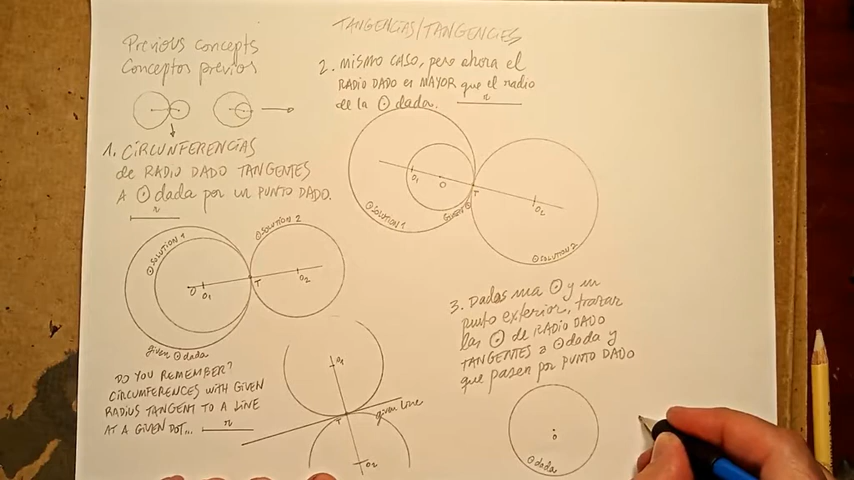 TANGENCIAS/TANGENCIES
Previous concepts
Conceptos previos
1. CIRCUNFERENCIAS
de RADIO DADO TANGENTES
A ⊙ dada por un PUNTO DADO.
r
⊙SOLUTION 1
⊙SOLUTION 2
O
O1
T
O2
given ⊙ dada
DO YOU REMEMBER?
CIRCUMFERENCES WITH GIVEN
RADIUS TANGENT TO A LINE
AT A GIVEN DOT...
r
O1
T
given line
O2
2. MISMO CASO, pero ahora el
RADIO DADO es MAYOR que el radio
de la ⊙ dada.
r
O1
O
T
O2
⊙SOLUTION 1
Given ⊙
⊙SOLUTION 2
3. Dadas una ⊙ y un
punto exterior, trazar
las ⊙ de RADIO DADO
TANGENTES a ⊙ dada y
que pasen por PUNTO DADO
O
⊙ dada